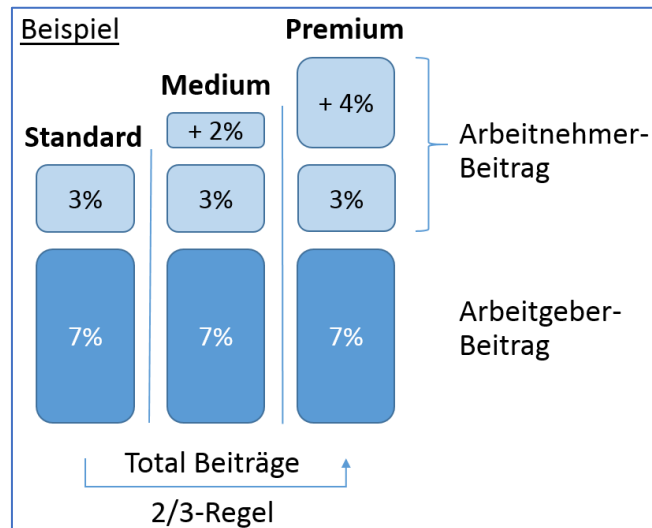 Beispiel
Premium
Medium
Standard
+ 4%
+ 2%
Arbeitnehmer-
Beitrag
3%
3%
3%
7%
7%
7%
Arbeitgeber-
Beitrag
Total Beiträge
2/3-Regel